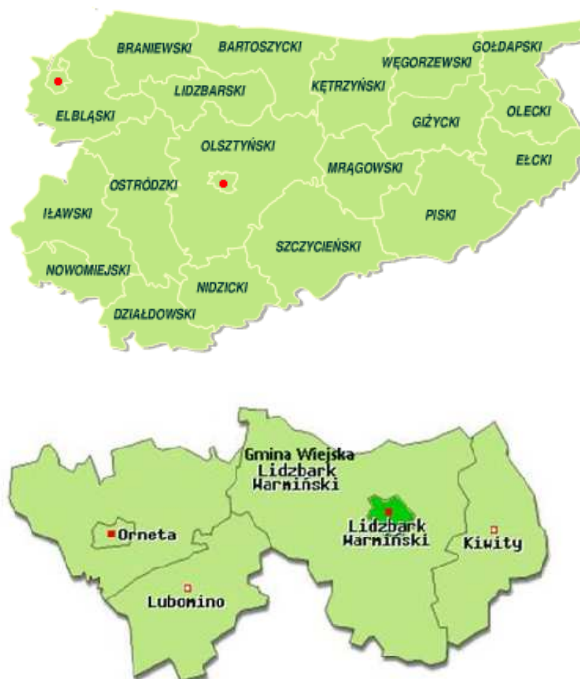 GOŁDAPSKI
BRANIEWSKI
BARTOSZYCKI
WĘGORZEWSKI
KĘTRZYŃSKI
LIDZBARSKI
OLECKI
ELBLĄSKI
GIŻYCKI
OLSZTYŃSKI
EŁCKI
MRĄGOWSKI
OSTRÓDZKI
IŁAWSKI
PISKI
SZCZYCIEŃSKI
NOWOMIEJSKI
NIDZICKI
DZIAŁDOWSKI
Gmina Wiejska
Lidzbark
Warmiński
Orneta
Lidzbark
Warmiński
Kiwity
Lubomino